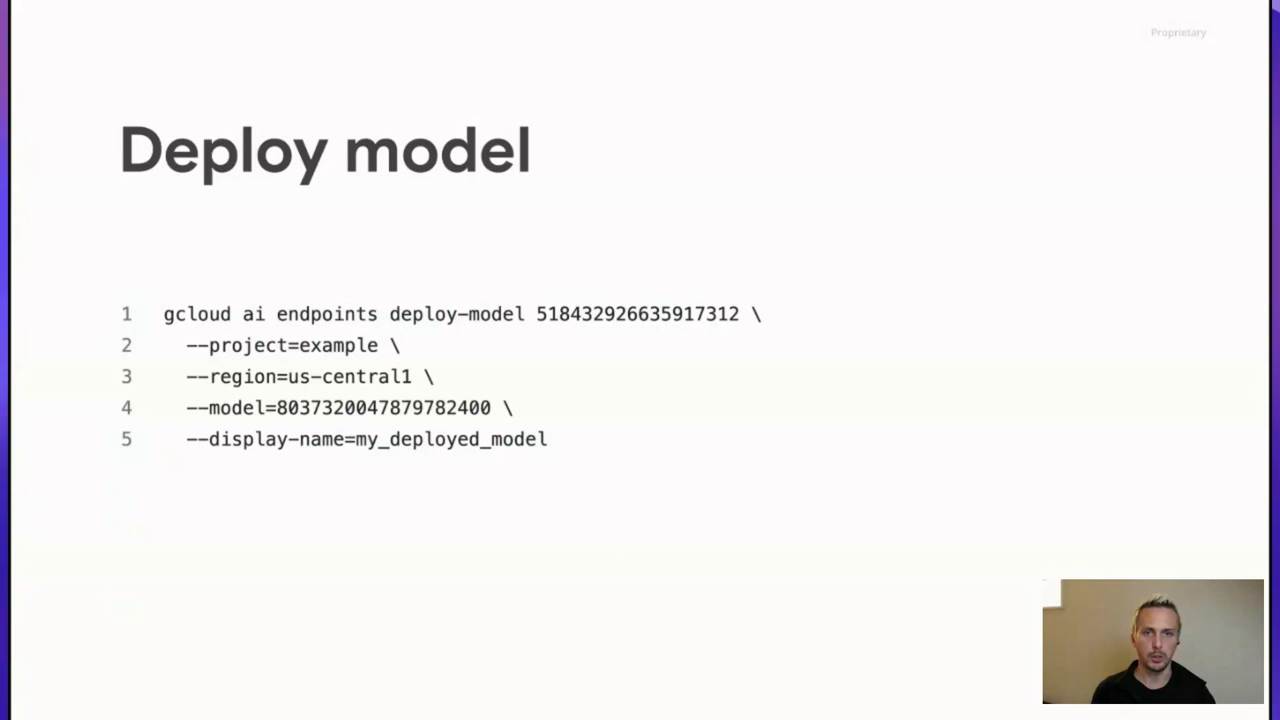 Proprietary
Deploy model
1 gcloud ai endpoints deploy-model 518432926635917312 \
2 --project=example \
3 --region=us-central1 \
4 --model=8037320047879782400 \
5 --display-name=my_deployed_model